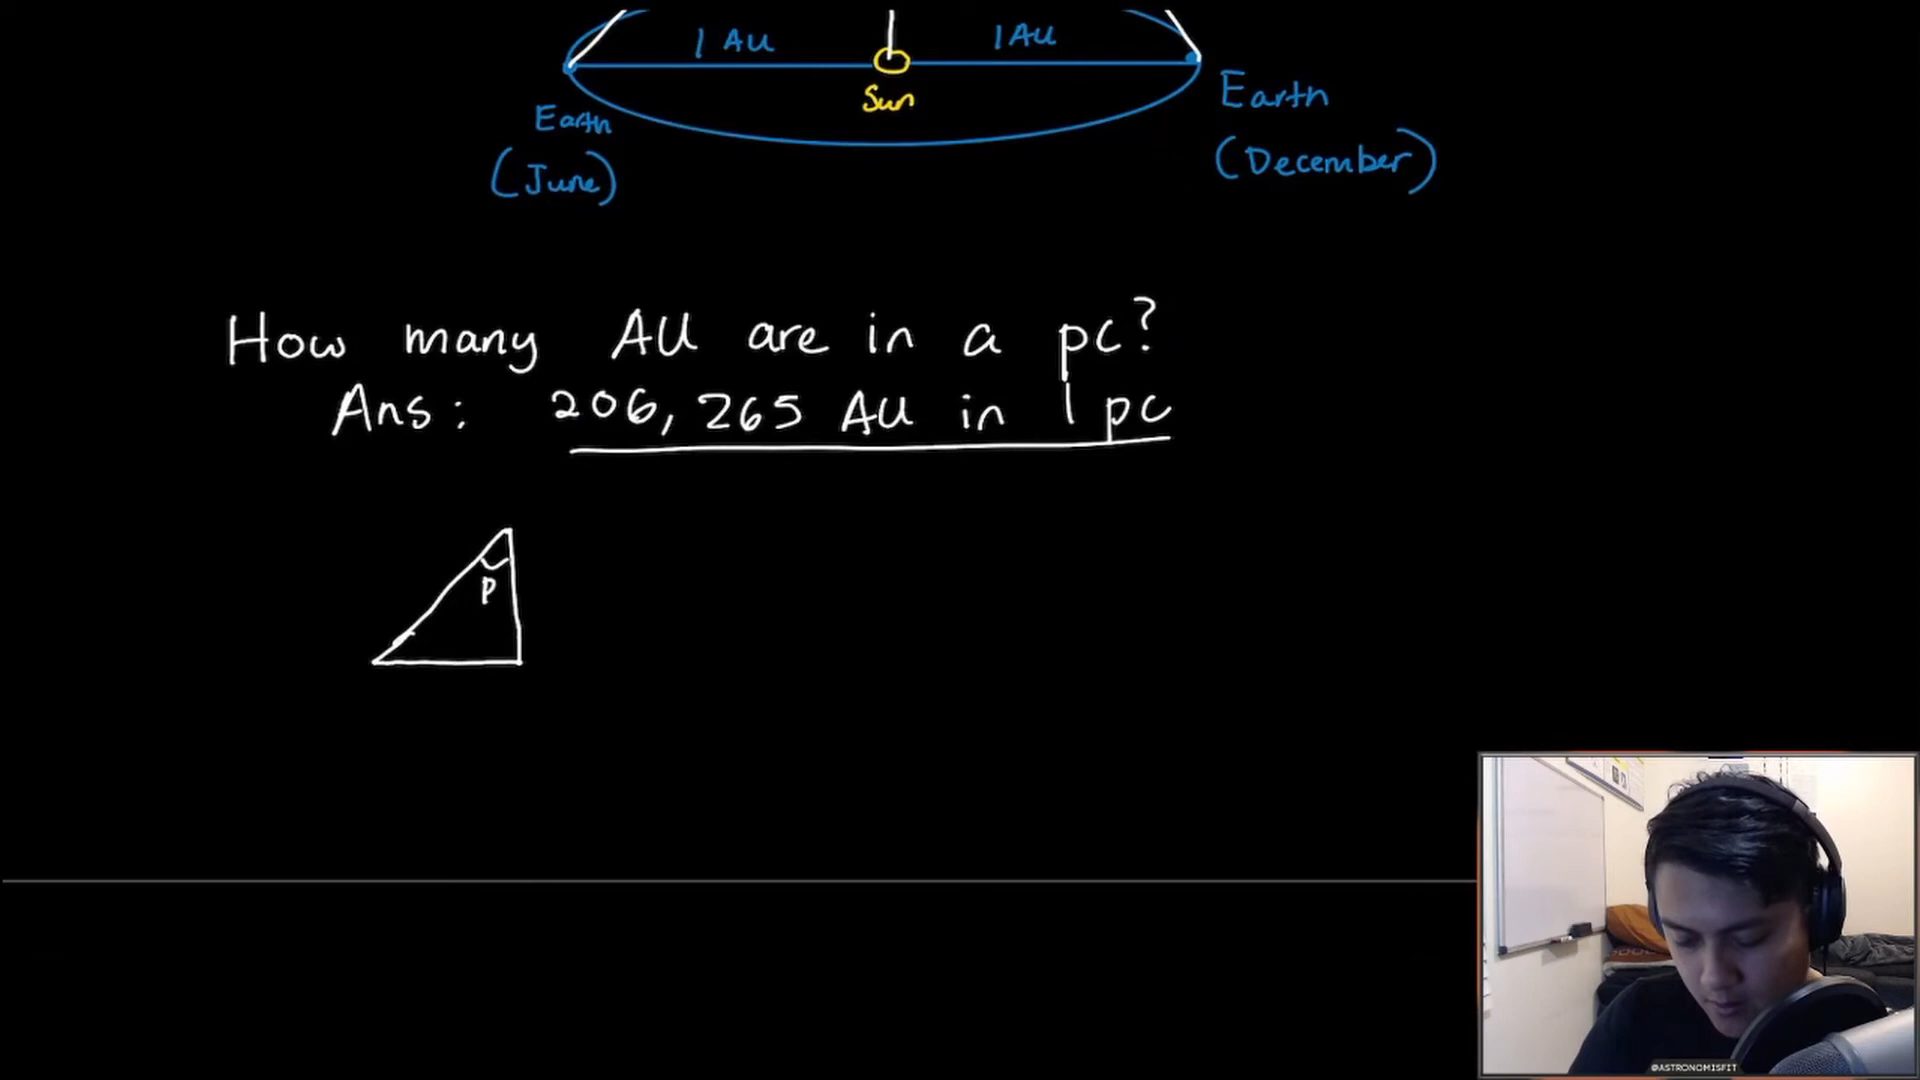 1 AU
1 AU
Sun
Earth
(June)
Earth
(December)
How many AU are in a pc?
Ans: 206,265 AU in 1 pc
P
@ASTRONOMISFIT